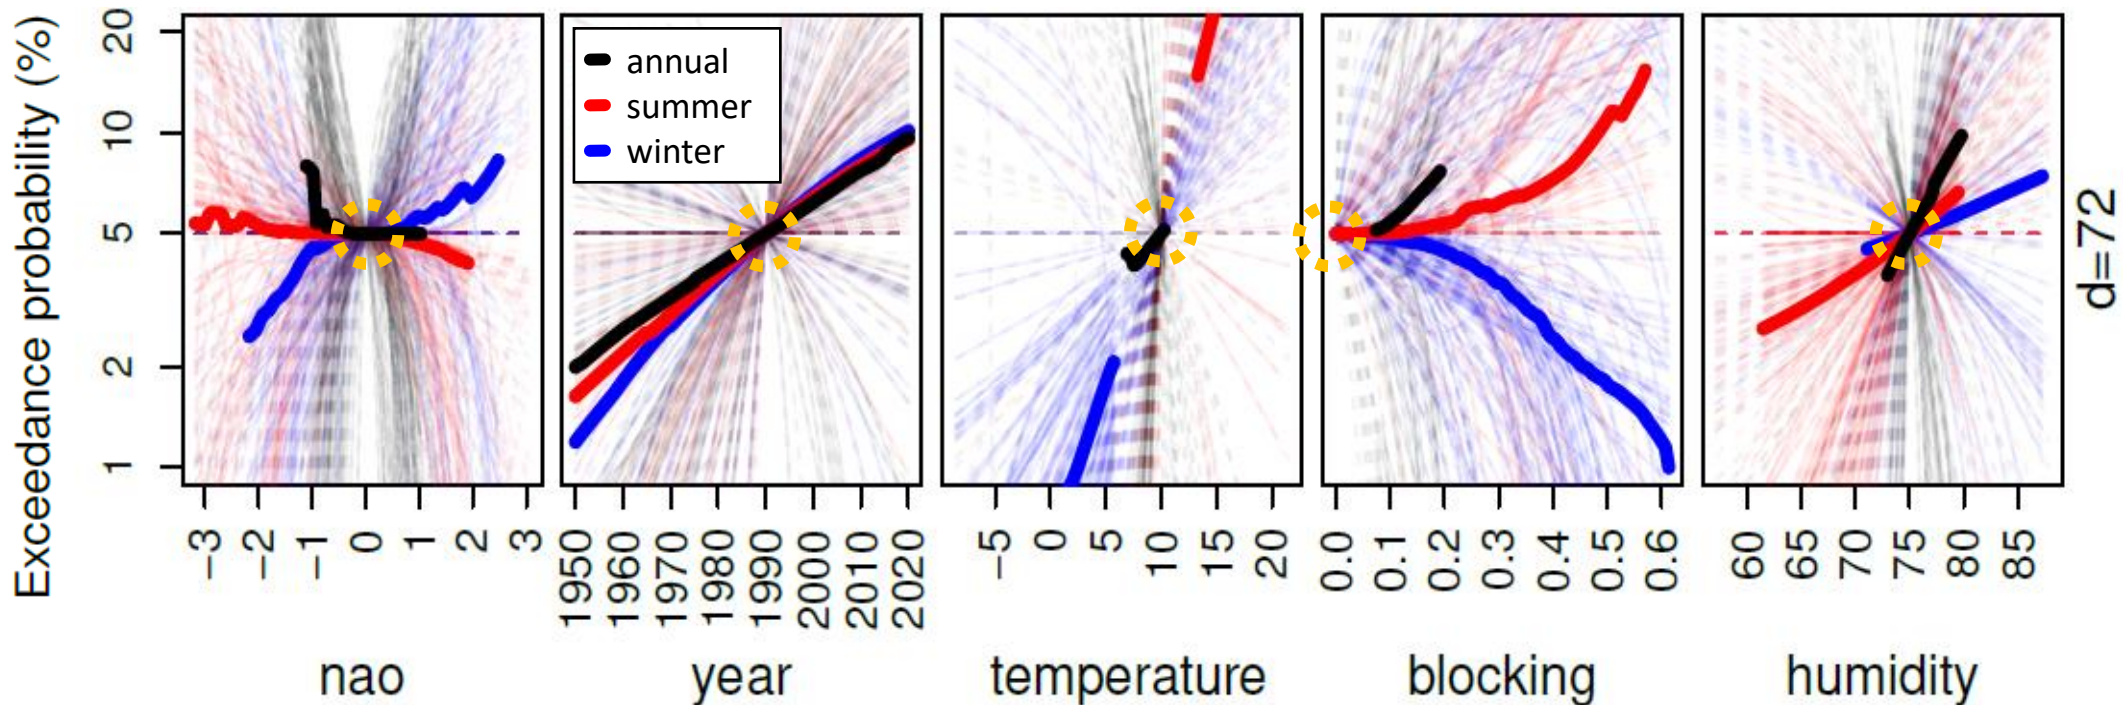 Exceedance probability (%)
20
10
5
2
1
annual
summer
winter
−3 −2 −1 0 1 2 3
1950 1960 1970 1980 1990 2000 2010 2020
−5 0 5 10 15 20
0.0 0.1 0.2 0.3 0.4 0.5 0.6
60 65 70 75 80 85
nao
year
temperature
blocking
humidity
d=72